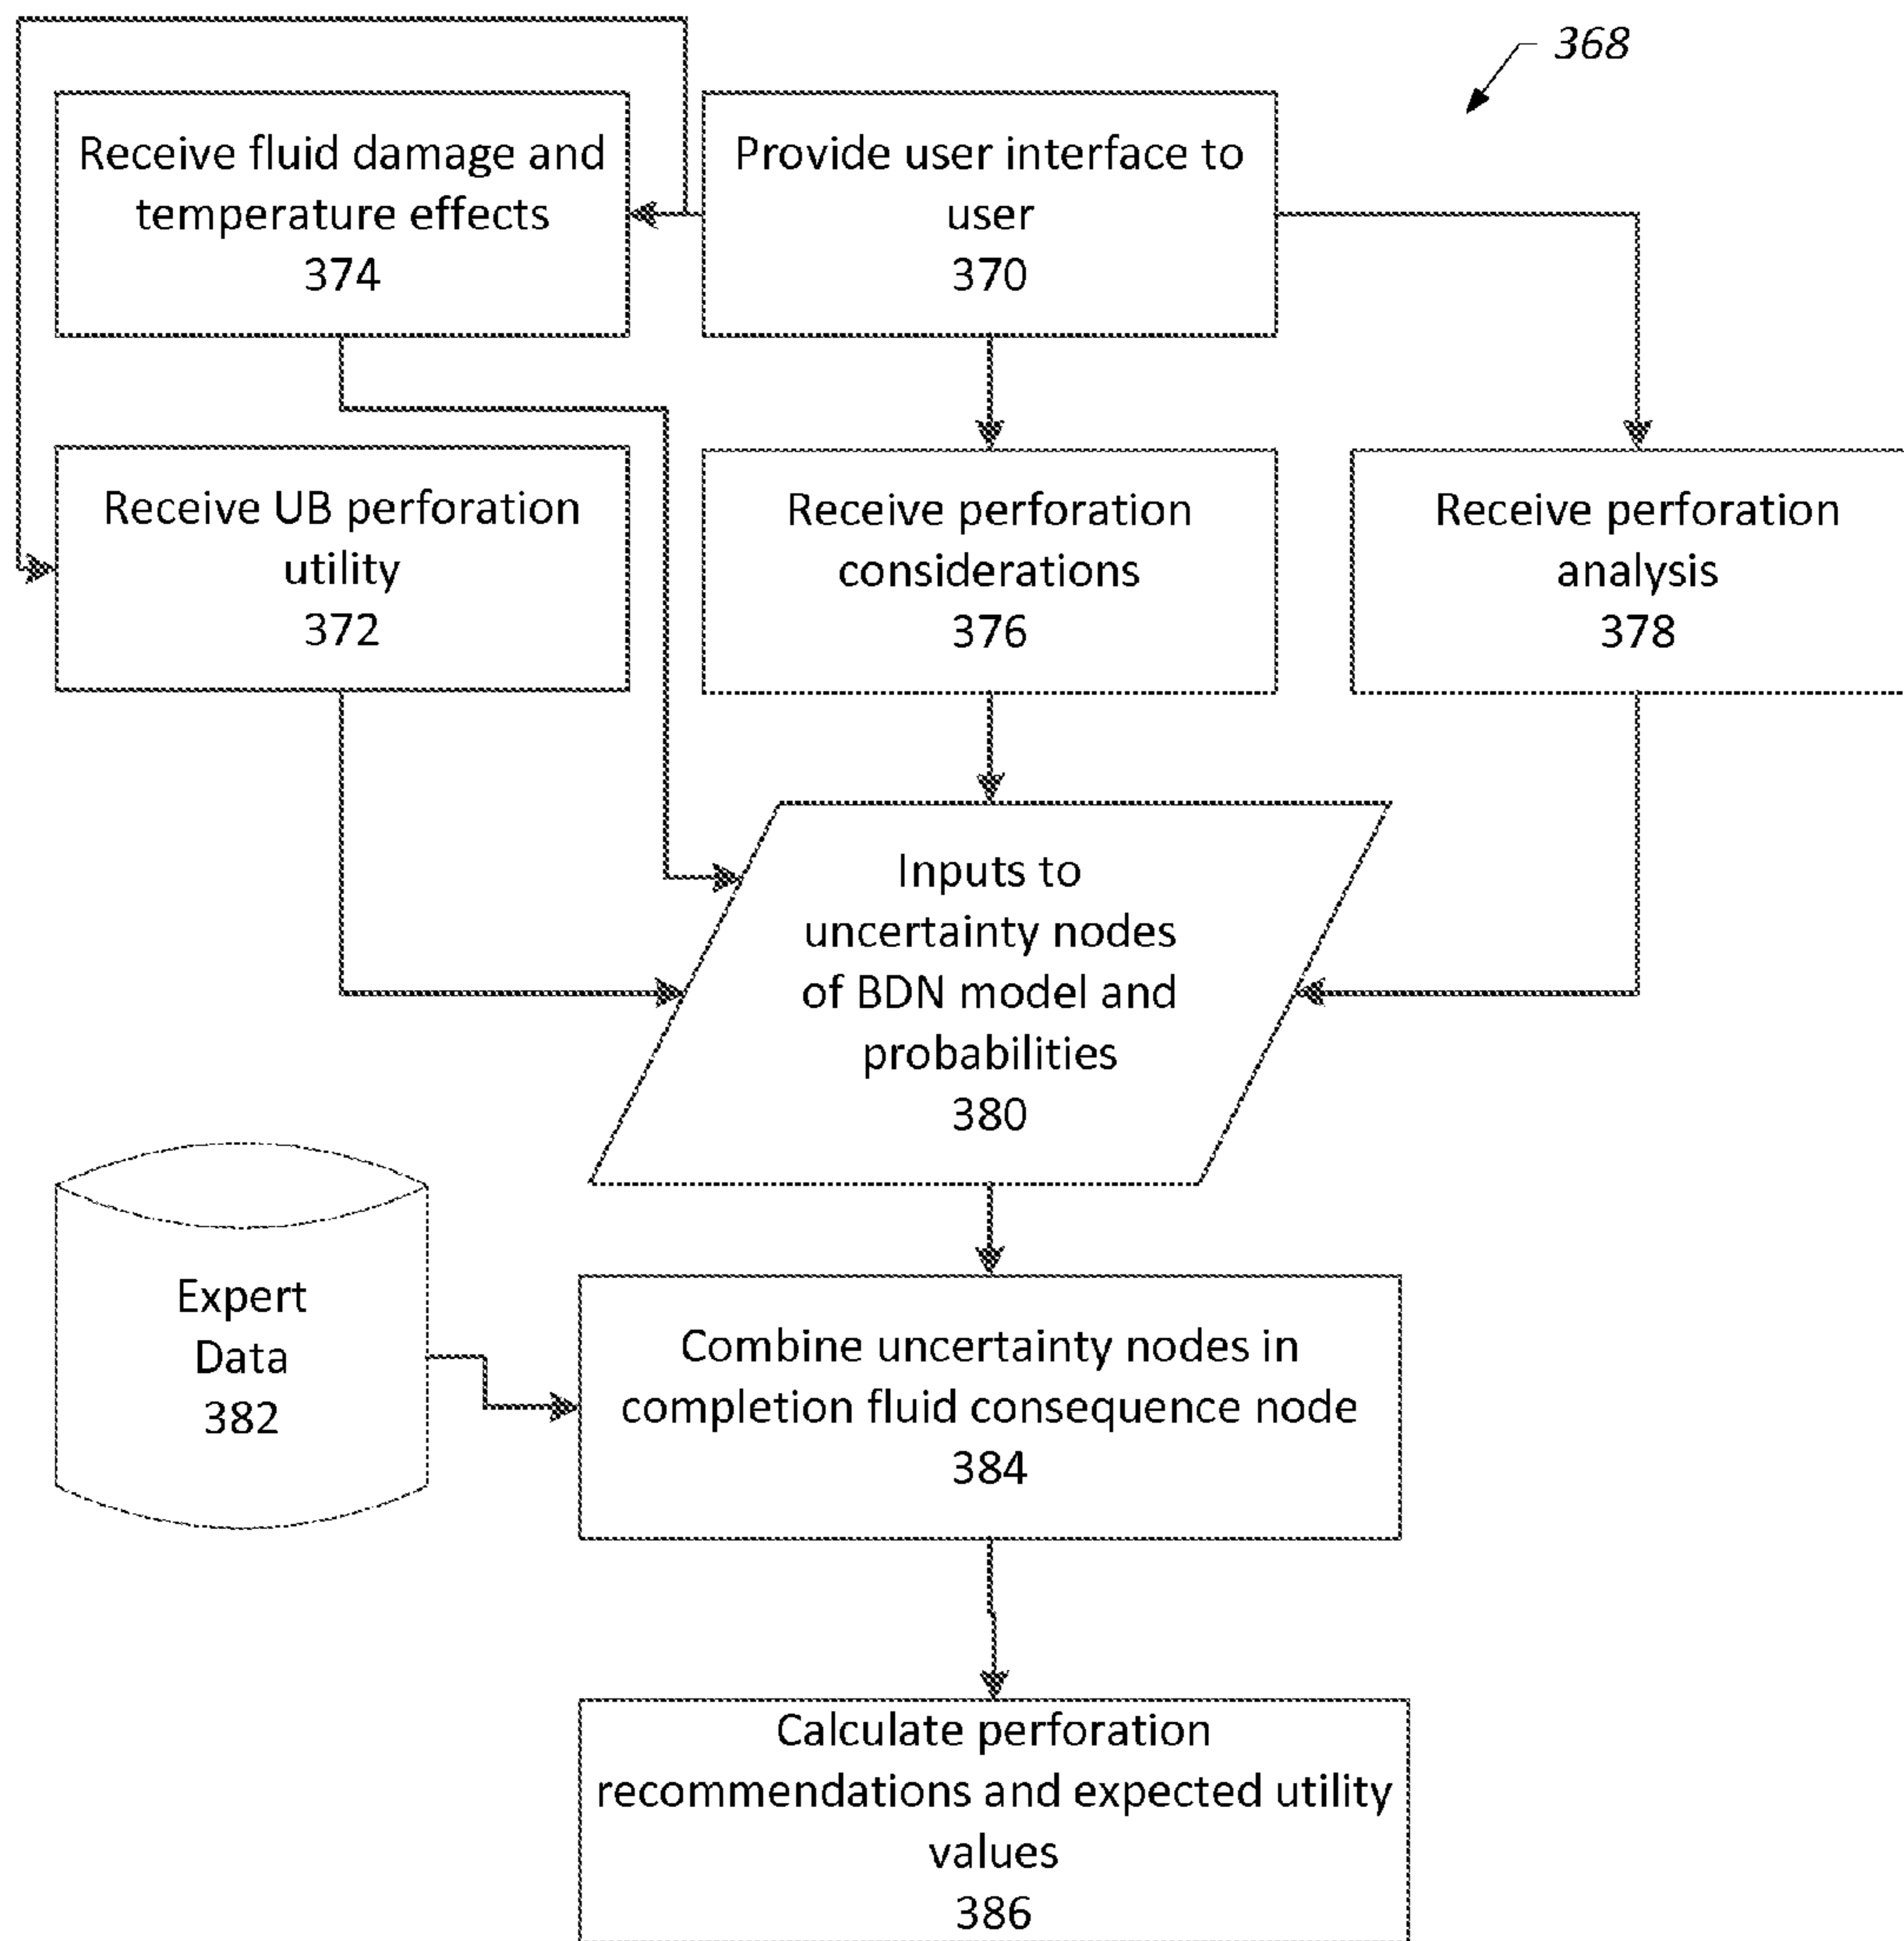 368
Receive fluid damage and
temperature effects
374
Provide user interface to
user
370
Receive UB perforation
utility
372
Receive perforation
considerations
376
Receive perforation
analysis
378
Inputs to
uncertainty nodes
of BDN model and
probabilities
380
Expert
Data
382
Combine uncertainty nodes in
completion fluid consequence node
384
Calculate perforation
recommendations and expected utility
values
386